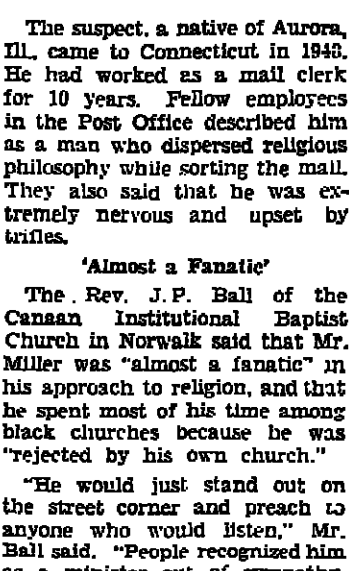 The suspect, a native of Aurora,
Ill., came to Connecticut in 1943.
He had worked as a mail clerk
for 10 years. Fellow employees
in the Post Office described him
as a man who dispersed religious
philosophy while sorting the mail.
They also said that he was ex-
tremely nervous and upset by
trifles.
'Almost a Fanatic'
The Rev. J. P. Ball of the
Canaan Institutional Baptist
Church in Norwalk said that Mr.
Miller was "almost a fanatic" in
his approach to religion, and that
he spent most of his time among
black churches because he was
"rejected by his own church."
"He would just stand out on
the street corner and preach to
anyone who would listen," Mr.
Ball said. "People recognized him
as a minister out of sympathy.